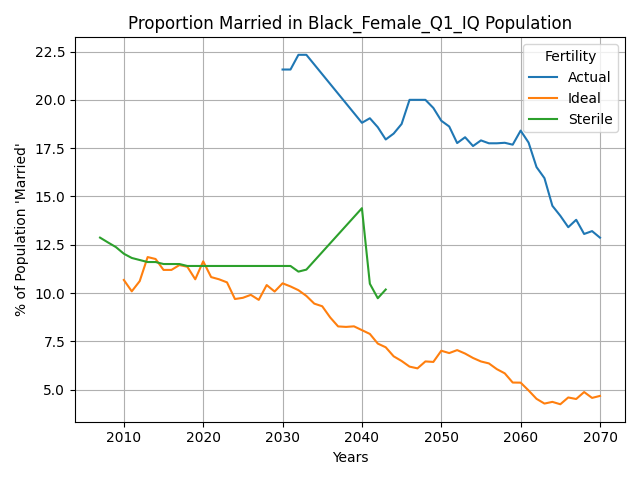 Proportion Married in Black_Female_Q1_IQ Population
% of Population 'Married'
22.5
20.0
17.5
15.0
12.5
10.0
7.5
5.0
Fertility
Actual
Ideal
Sterile
2010 2020 2030 2040 2050 2060 2070
Years